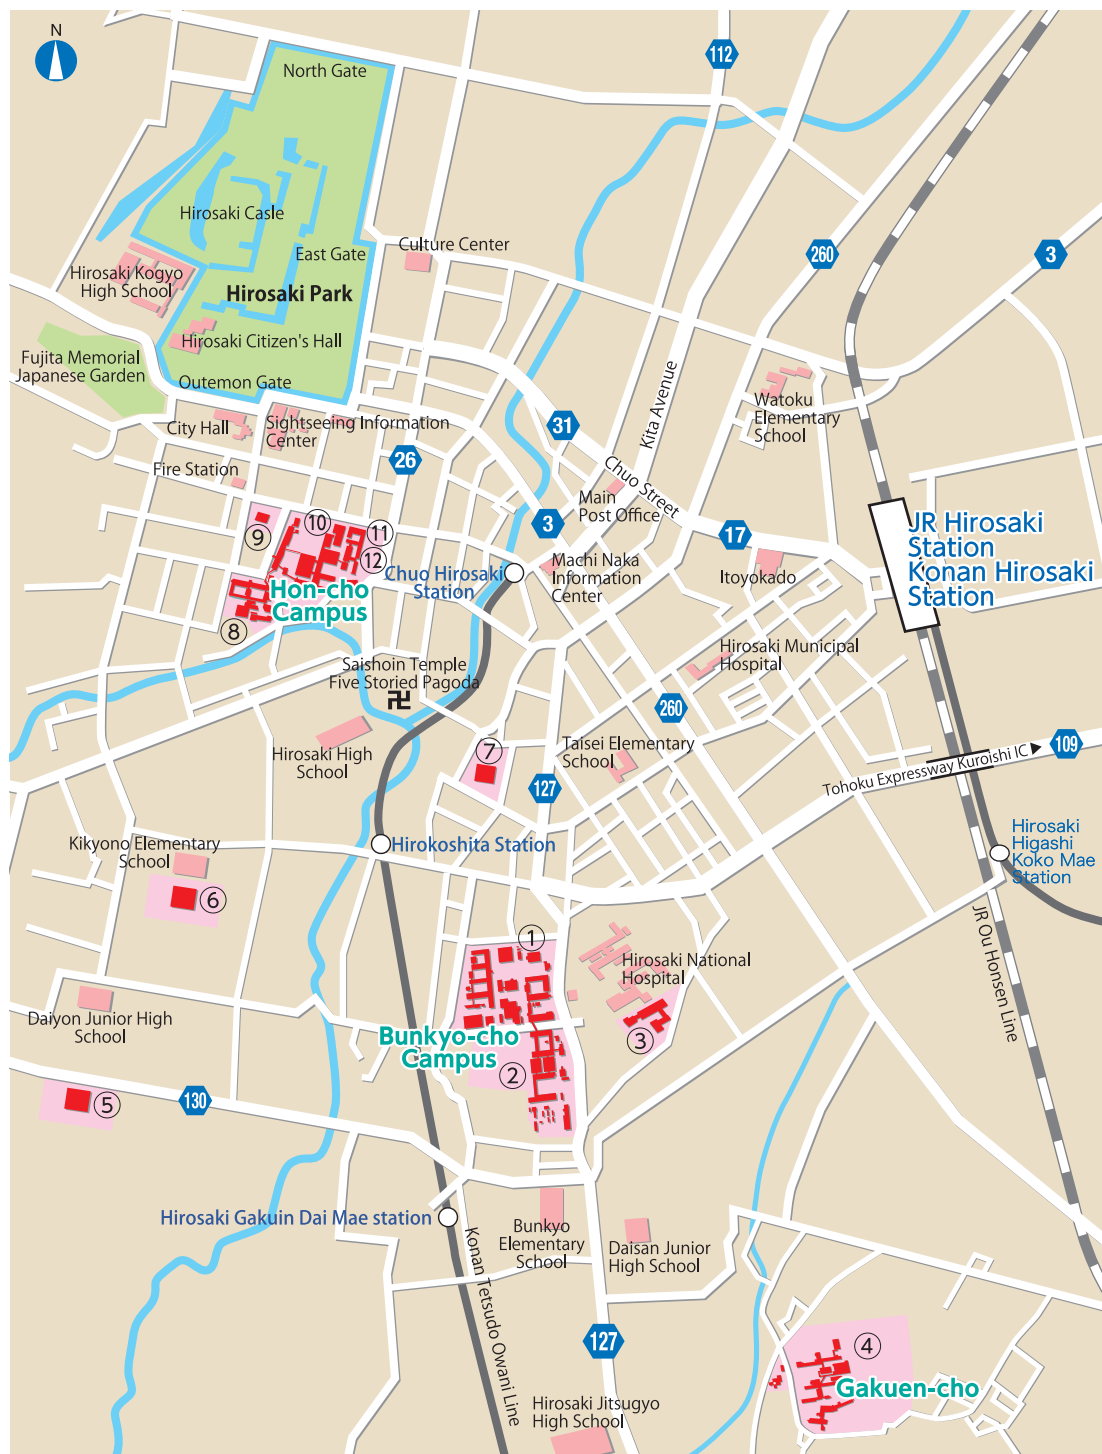 N
112
North Gate
Hirosaki Casle
260
3
Culture Center
East Gate
Hirosaki Kogyo
High School
Hirosaki Park
Hirosaki Citizen's Hall
Fujita Memorial
Japanese Garden
Outemon Gate
Kita Avenue
Watoku
Elementary
School
City Hall
Sightseeing Information
Center
31
26
Fire Station
Chuo Street
Main
Post Office
3
17
JR Hirosaki
Station
Konan Hirosaki
Station
⑨
⑩
⑪
⑫
Chuo Hirosaki
Station
Machi Naka
Information
Center
Itoyokado
Hon-cho
Campus
⑧
Hirosaki Municipal
Hospital
Saishoin Temple
Five Storied Pagoda
卍
260
Hirosaki High
School
⑦
Taisei Elementary
School
127
Tohoku Expressway Kuroishi IC ▶
109
Kikyono Elementary
School
Hirokoshita Station
Hirosaki
Higashi
Koko Mae
Station
⑥
①
Hirosaki National
Hospital
JR Ou Honsen Line
Daiyon Junior High
School
Bunkyo-cho
Campus
③
②
⑤
130
Hirosaki Gakuin Dai Mae station
Bunkyo
Elementary
School
Daisan Junior
High School
Konan Tetsudo Owani Line
127
④
Gakuen-cho
Hirosaki Jitsugyo
High School